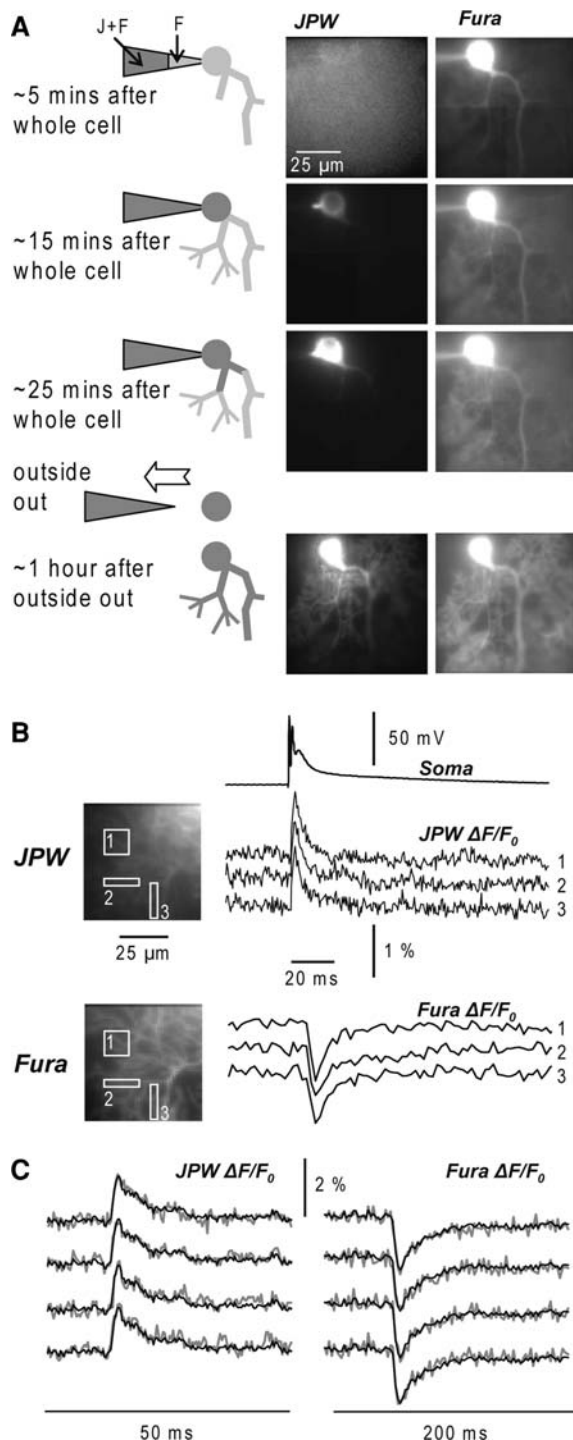 A
J+F
F
JPW
Fura
~5 mins after
whole cell
25 µm
~15 mins after
whole cell
~25 mins after
whole cell
outside
out
~1 hour after
outside out
B
50 mV
Soma
JPW
JPW ΔF/F0
1
2
3
1
2
3
25 µm
20 ms
1 %
Fura
Fura ΔF/F0
1
2
3
1
2
3
C
JPW ΔF/F0
2 %
Fura ΔF/F0
50 ms
200 ms